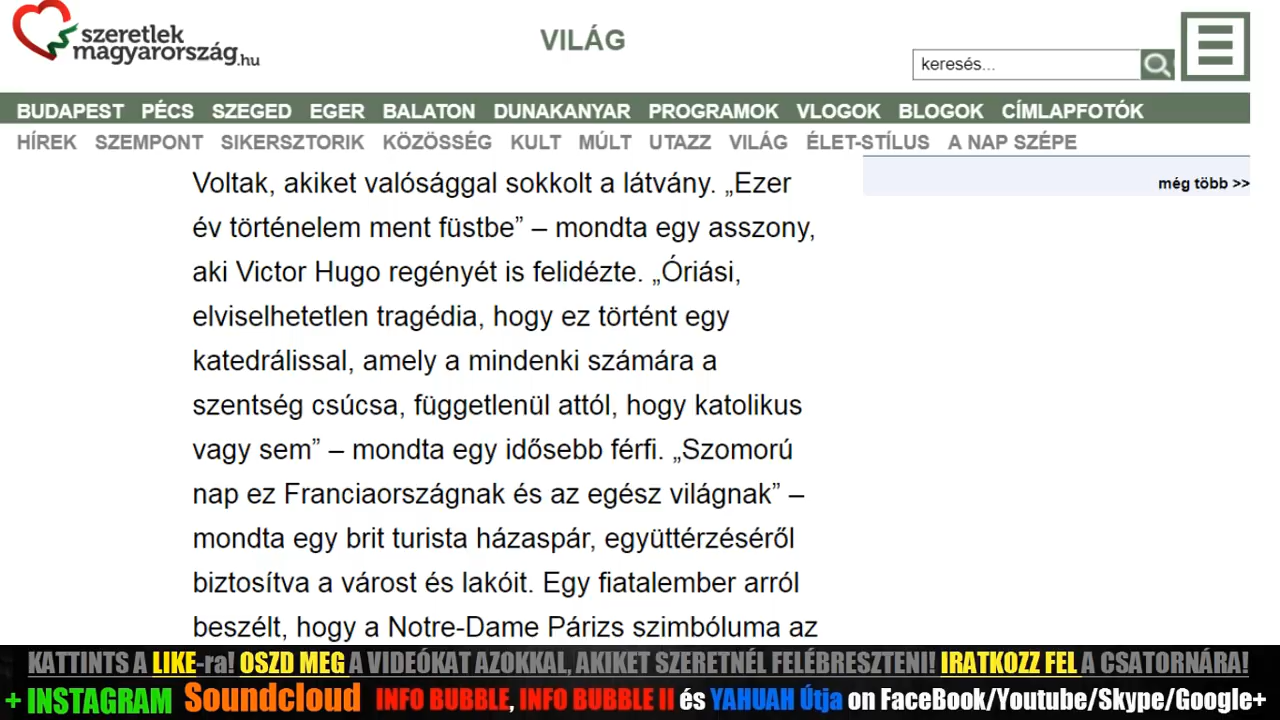 szeretlek
magyarország.hu
VILÁG
keresés...
BUDAPEST PÉCS SZEGED EGER BALATON DUNAKANYAR PROGRAMOK VLOGOK BLOGOK CÍMLAPFOTÓK
HÍREK SZEMPONT SIKERSZTORIK KÖZÖSSÉG KULT MÚLT UTAZZ VILÁG ÉLET-STÍLUS A NAP SZÉPE
még több >>
Voltak, akiket valósággal sokkolt a látvány. „Ezer
év történelem ment füstbe” – mondta egy asszony,
aki Victor Hugo regényét is felidézte. „Óriási,
elviselhetetlen tragédia, hogy ez történt egy
katedrálissal, amely a mindenki számára a
szentség csúcsa, függetlenül attól, hogy katolikus
vagy sem” – mondta egy idősebb férfi. „Szomorú
nap ez Franciaországnak és az egész világnak” –
mondta egy brit turista házaspár, együttérzéséről
biztosítva a várost és lakóit. Egy fiatalember arról
beszélt, hogy a Notre-Dame Párizs szimbóluma az
KATTINTS A LIKE-ra! OSZD MEG A VIDEÓKAT AZOKKAL, AKIKET SZERETNÉL FELÉBRESZTENI! IRATKOZZ FEL A CSATORNÁRA!
+ INSTAGRAM Soundcloud INFO BUBBLE, INFO BUBBLE II és YAHUAH Útja on FaceBook/Youtube/Skype/Google+